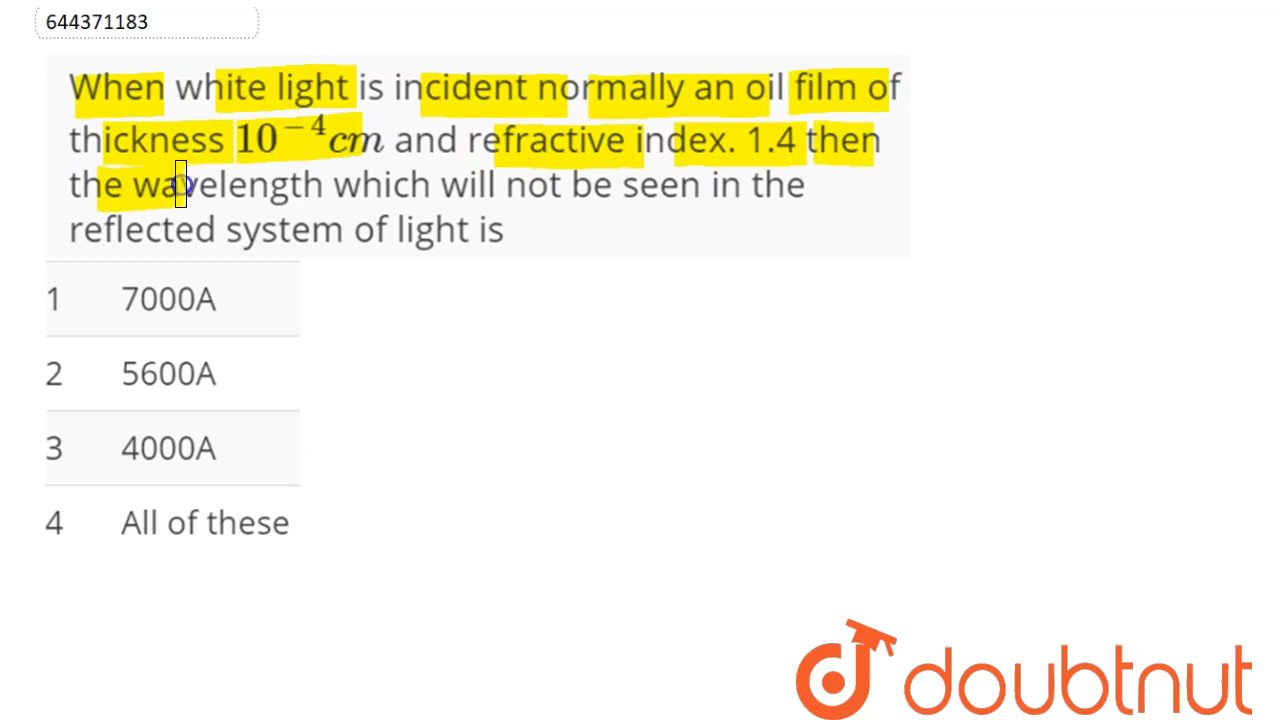 644371183
When white light is incident normally an oil film of
thickness 10⁻⁴cm and refractive index. 1.4 then
the wavelength which will not be seen in the
reflected system of light is
1 7000A
2 5600A
3 4000A
4 All of these
doubtnut